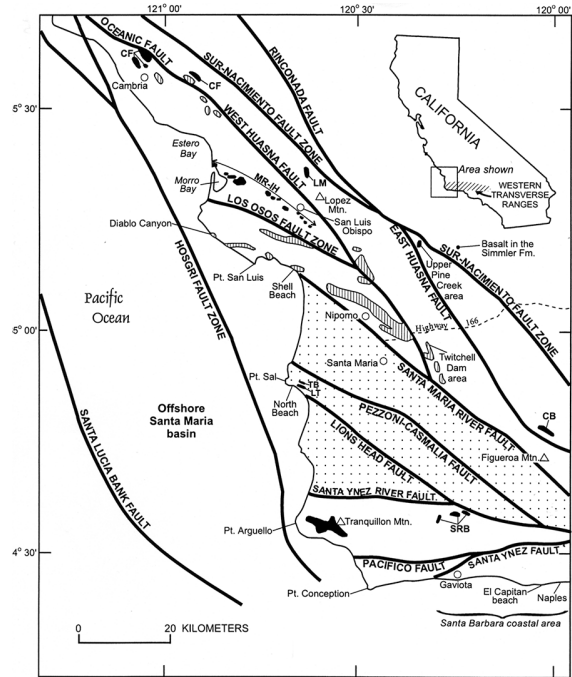 121° 00'
120° 30'
120° 00'
5° 30'
5° 00'
4° 30'
OCEANIC FAULT
SUR-NACIMIENTO FAULT ZONE
RINCONADA FAULT
CF
CF
Cambria
WEST HUASNA FAULT
CALIFORNIA
Area shown
WESTERN
TRANSVERSE
RANGES
Estero
Bay
Morro
Bay
MR-IH
LM
Lopez
Mtn.
San Luis
Obispo
LOS OSOS FAULT ZONE
Diablo Canyon
EAST HUASNA FAULT
Upper
Pine
Creek
area
Basalt in the
Simmler Fm.
SUR-NACIMIENTO FAULT ZONE
Pt. San Luis
Shell
Beach
HOSGRI FAULT ZONE
Pacific
Ocean
Nipomo
Highway 166
Twitchell
Dam
area
Santa Maria
SANTA MARIA RIVER FAULT
Pt. Sal
TB
LT
North
Beach
PEZZONI-CASMALIA FAULT
LIONS HEAD FAULT
CB
Figueroa Mtn.
Offshore
Santa Maria
basin
SANTA LUCIA BANK FAULT
SANTA YNEZ RIVER FAULT
Pt. Arguello
Tranquillon Mtn.
SRB
PACIFICO FAULT
SANTA YNEZ FAULT
Pt. Conception
Gaviota
El Capitan
beach
Naples
Santa Barbara coastal area
0 20 KILOMETERS